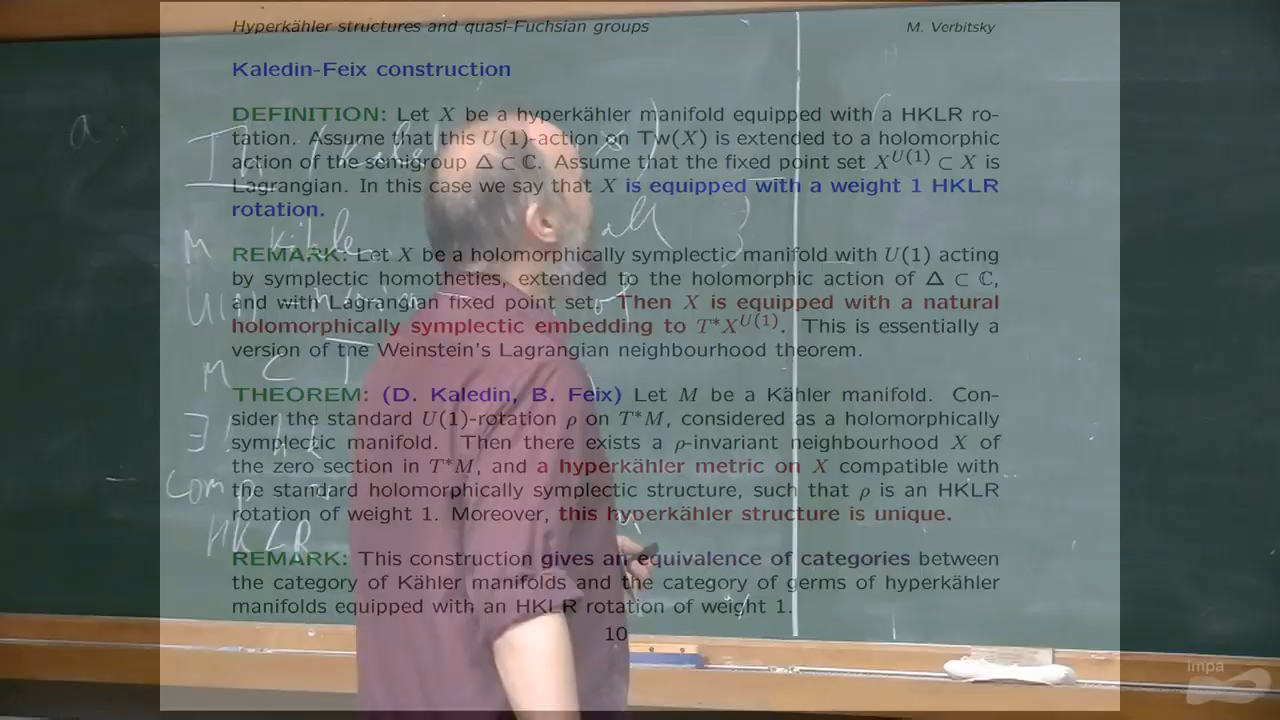 Hyperkähler structures and quasi-Fuchsian groups M. Verbitsky
Kaledin-Feix construction
DEFINITION: Let X be a hyperkähler manifold equipped with a HKLR ro-
tation. Assume that this U(1)-action on Tw(X) is extended to a holomorphic
action of the semigroup Δ ⊂ ℂ. Assume that the fixed point set X^{U(1)} ⊂ X is
Lagrangian. In this case we say that X is equipped with a weight 1 HKLR
rotation.
REMARK: Let X be a holomorphically symplectic manifold with U(1) acting
by symplectic homotheties, extended to the holomorphic action of Δ ⊂ ℂ,
and with Lagrangian fixed point set. Then X is equipped with a natural
holomorphically symplectic embedding to T*X^{U(1)}. This is essentially a
version of the Weinstein's Lagrangian neighbourhood theorem.
THEOREM: (D. Kaledin, B. Feix) Let M be a Kähler manifold. Con-
sider the standard U(1)-rotation ρ on T*M, considered as a holomorphically
symplectic manifold. Then there exists a ρ-invariant neighbourhood X of
the zero section in T*M, and a hyperkähler metric on X compatible with
the standard holomorphically symplectic structure, such that ρ is an HKLR
rotation of weight 1. Moreover, this hyperkähler structure is unique.
REMARK: This construction gives an equivalence of categories between
the category of Kähler manifolds and the category of germs of hyperkähler
manifolds equipped with an HKLR rotation of weight 1.
10
M Kähle
M ⊂ T
∃
comp
HKLR
impa